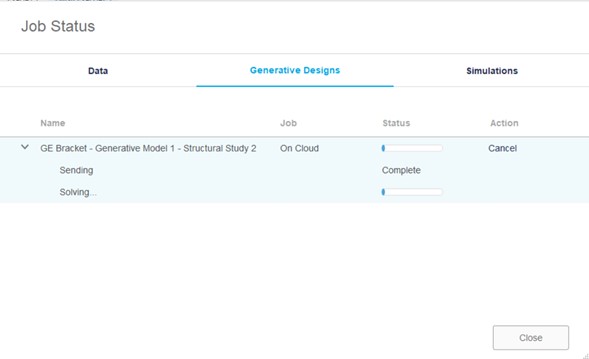 Job Status
Data Generative Designs Simulations
Name Job Status Action
GE Bracket - Generative Model 1 - Structural Study 2 On Cloud Cancel
Sending Complete
Solving...
Close